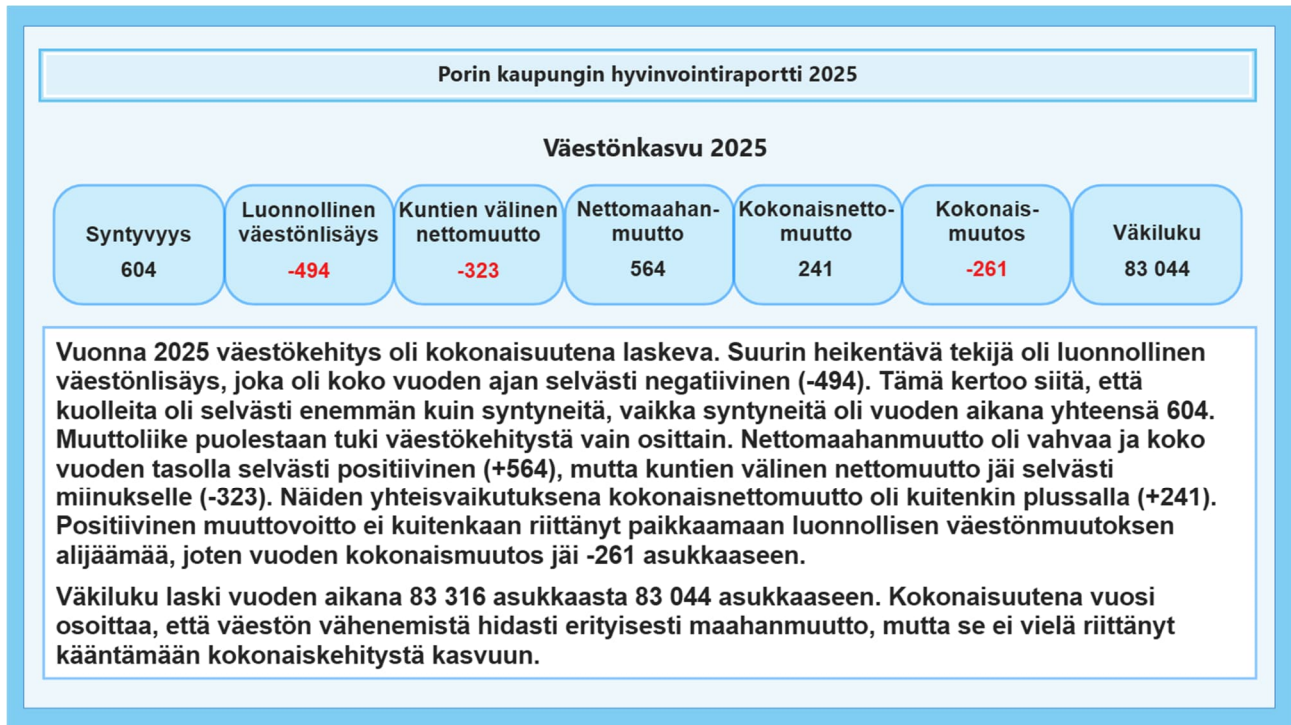 Porin kaupungin hyvinvointiraportti 2025
Väestönkasvu 2025
Syntyvyys
604
Luonnollinen
väestönlisäys
-494
Kuntien välinen
nettomuutto
-323
Nettomaahan-
muutto
564
Kokonaisnetto-
muutto
241
Kokonais-
muutos
-261
Väkiluku
83 044
Vuonna 2025 väestökehitys oli kokonaisuutena laskeva. Suurin heikentävä tekijä oli luonnollinen
väestönlisäys, joka oli koko vuoden ajan selvästi negatiivinen (-494). Tämä kertoo siitä, että
kuolleita oli selvästi enemmän kuin syntyneitä, vaikka syntyneitä oli vuoden aikana yhteensä 604.
Muuttoliike puolestaan tuki väestökehitystä vain osittain. Nettomaahanmuutto oli vahvaa ja koko
vuoden tasolla selvästi positiivinen (+564), mutta kuntien välinen nettomuutto jäi selvästi
miinukselle (-323). Näiden yhteisvaikutuksena kokonaisnettomuutto oli kuitenkin plussalla (+241).
Positiivinen muuttovoitto ei kuitenkaan riittänyt paikkaamaan luonnollisen väestönmuutoksen
alijäämää, joten vuoden kokonaismuutos jäi -261 asukkaaseen.
Väkiluku laski vuoden aikana 83 316 asukkaasta 83 044 asukkaaseen. Kokonaisuutena vuosi
osoittaa, että väestön vähenemistä hidasti erityisesti maahanmuutto, mutta se ei vielä riittänyt
kääntämään kokonaiskehitystä kasvuun.